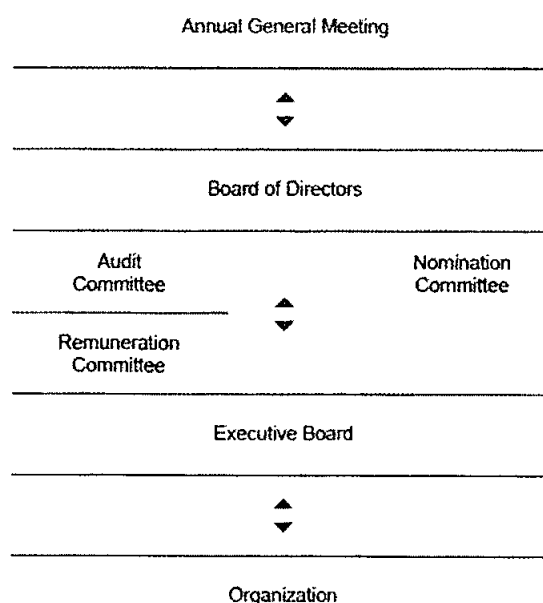 Annual General Meeting
Board of Directors
Audit
Committee
Nomination
Committee
Remuneration
Committee
Executive Board
Organization